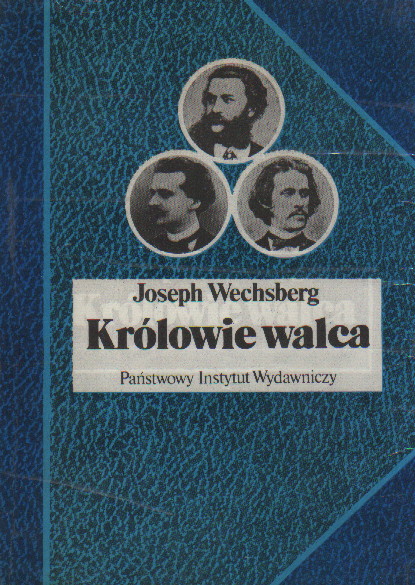 Joseph Wechsberg
Królowie walca
Państwowy Instytut Wydawniczy